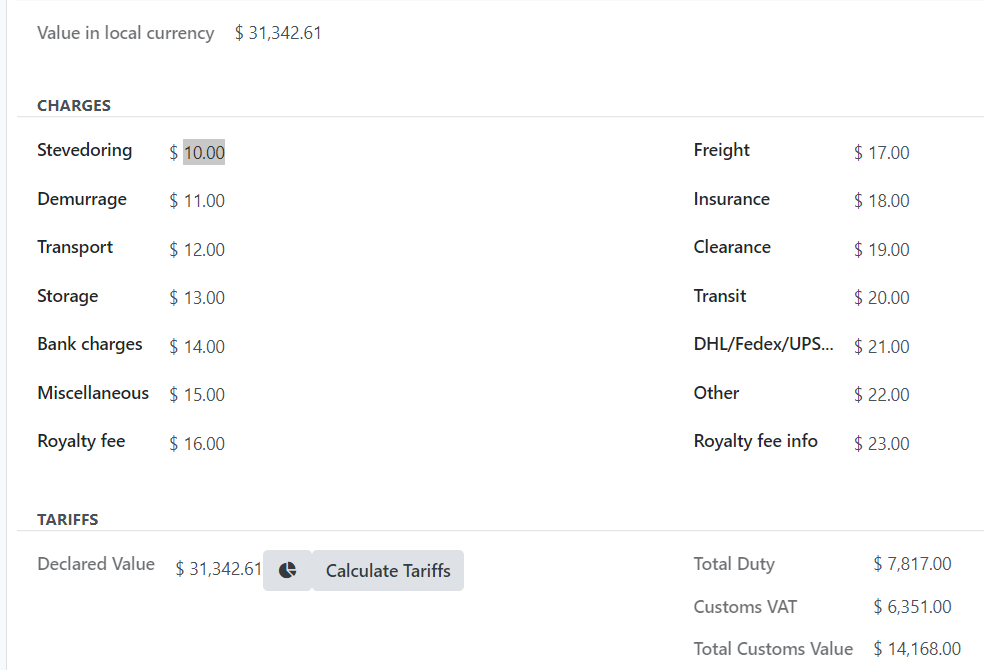 Value in local currency $ 31,342.61
CHARGES
Stevedoring $ 10.00 Freight $ 17.00
Demurrage $ 11.00 Insurance $ 18.00
Transport $ 12.00 Clearance $ 19.00
Storage $ 13.00 Transit $ 20.00
Bank charges $ 14.00 DHL/Fedex/UPS... $ 21.00
Miscellaneous $ 15.00 Other $ 22.00
Royalty fee $ 16.00 Royalty fee info $ 23.00
TARIFFS
Declared Value $ 31,342.61 Calculate Tariffs Total Duty $ 7,817.00
Customs VAT $ 6,351.00
Total Customs Value $ 14,168.00